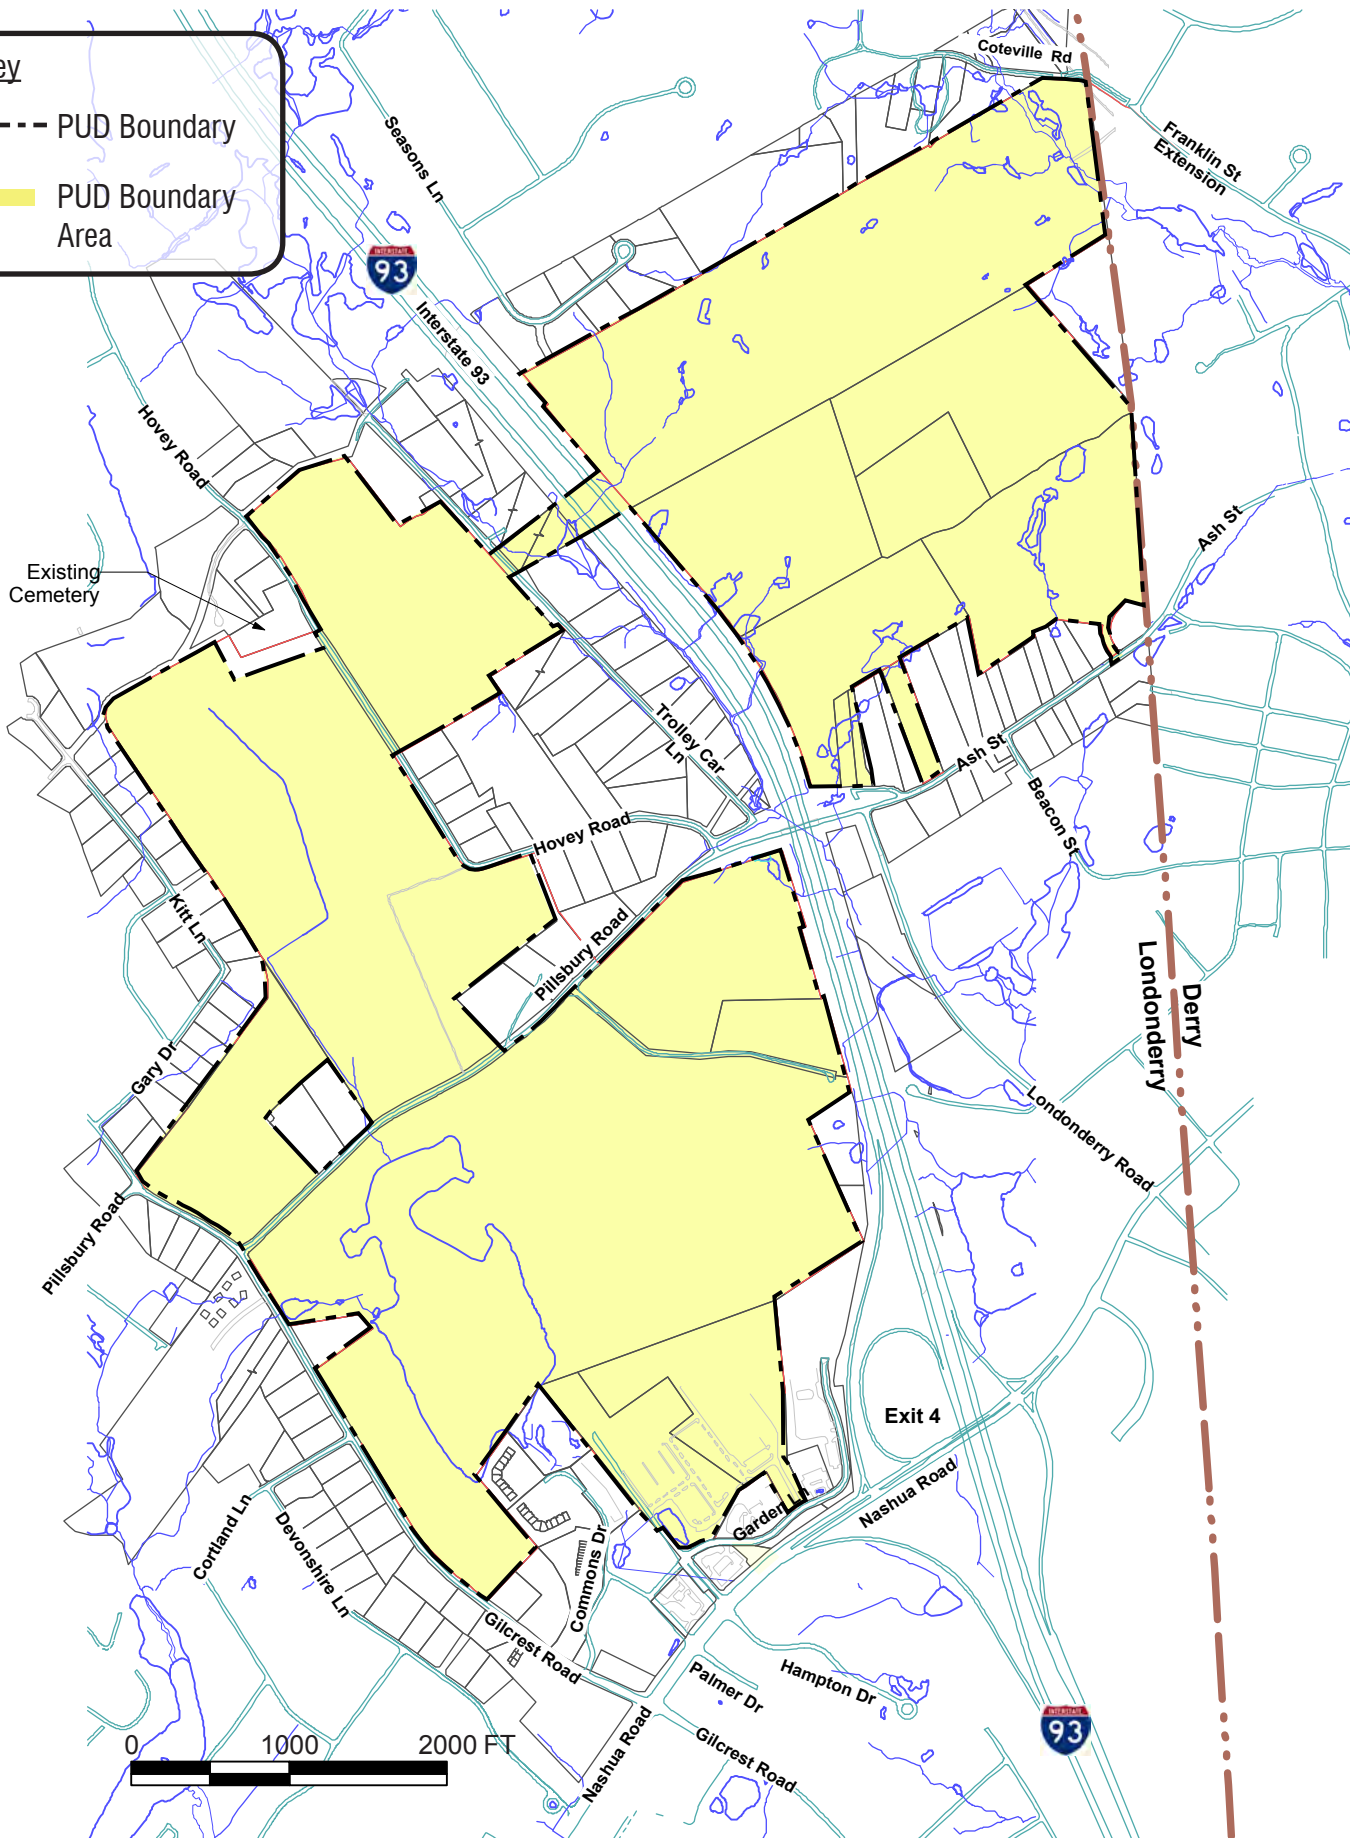 ey
PUD Boundary
PUD Boundary
Area
Coteville Rd
Franklin St
Extension
Seasons Ln
INTERSTATE
93
Interstate 93
Hovey Road
Existing
Cemetery
Ash St
Trolley Car
Ln
Ash St
Beacon St
Hovey Road
Kitt Ln
Pillsbury Road
Derry
Londonderry
Gary Dr
Londonderry Road
Pillsbury Road
Exit 4
Nashua Road
Garden
Cortland Ln
Devonshire Ln
Commons Dr
Gilcrest Road
Palmer Dr
Hampton Dr
INTERSTATE
93
Nashua Road
Gilcrest Road
0 1000 2000 FT